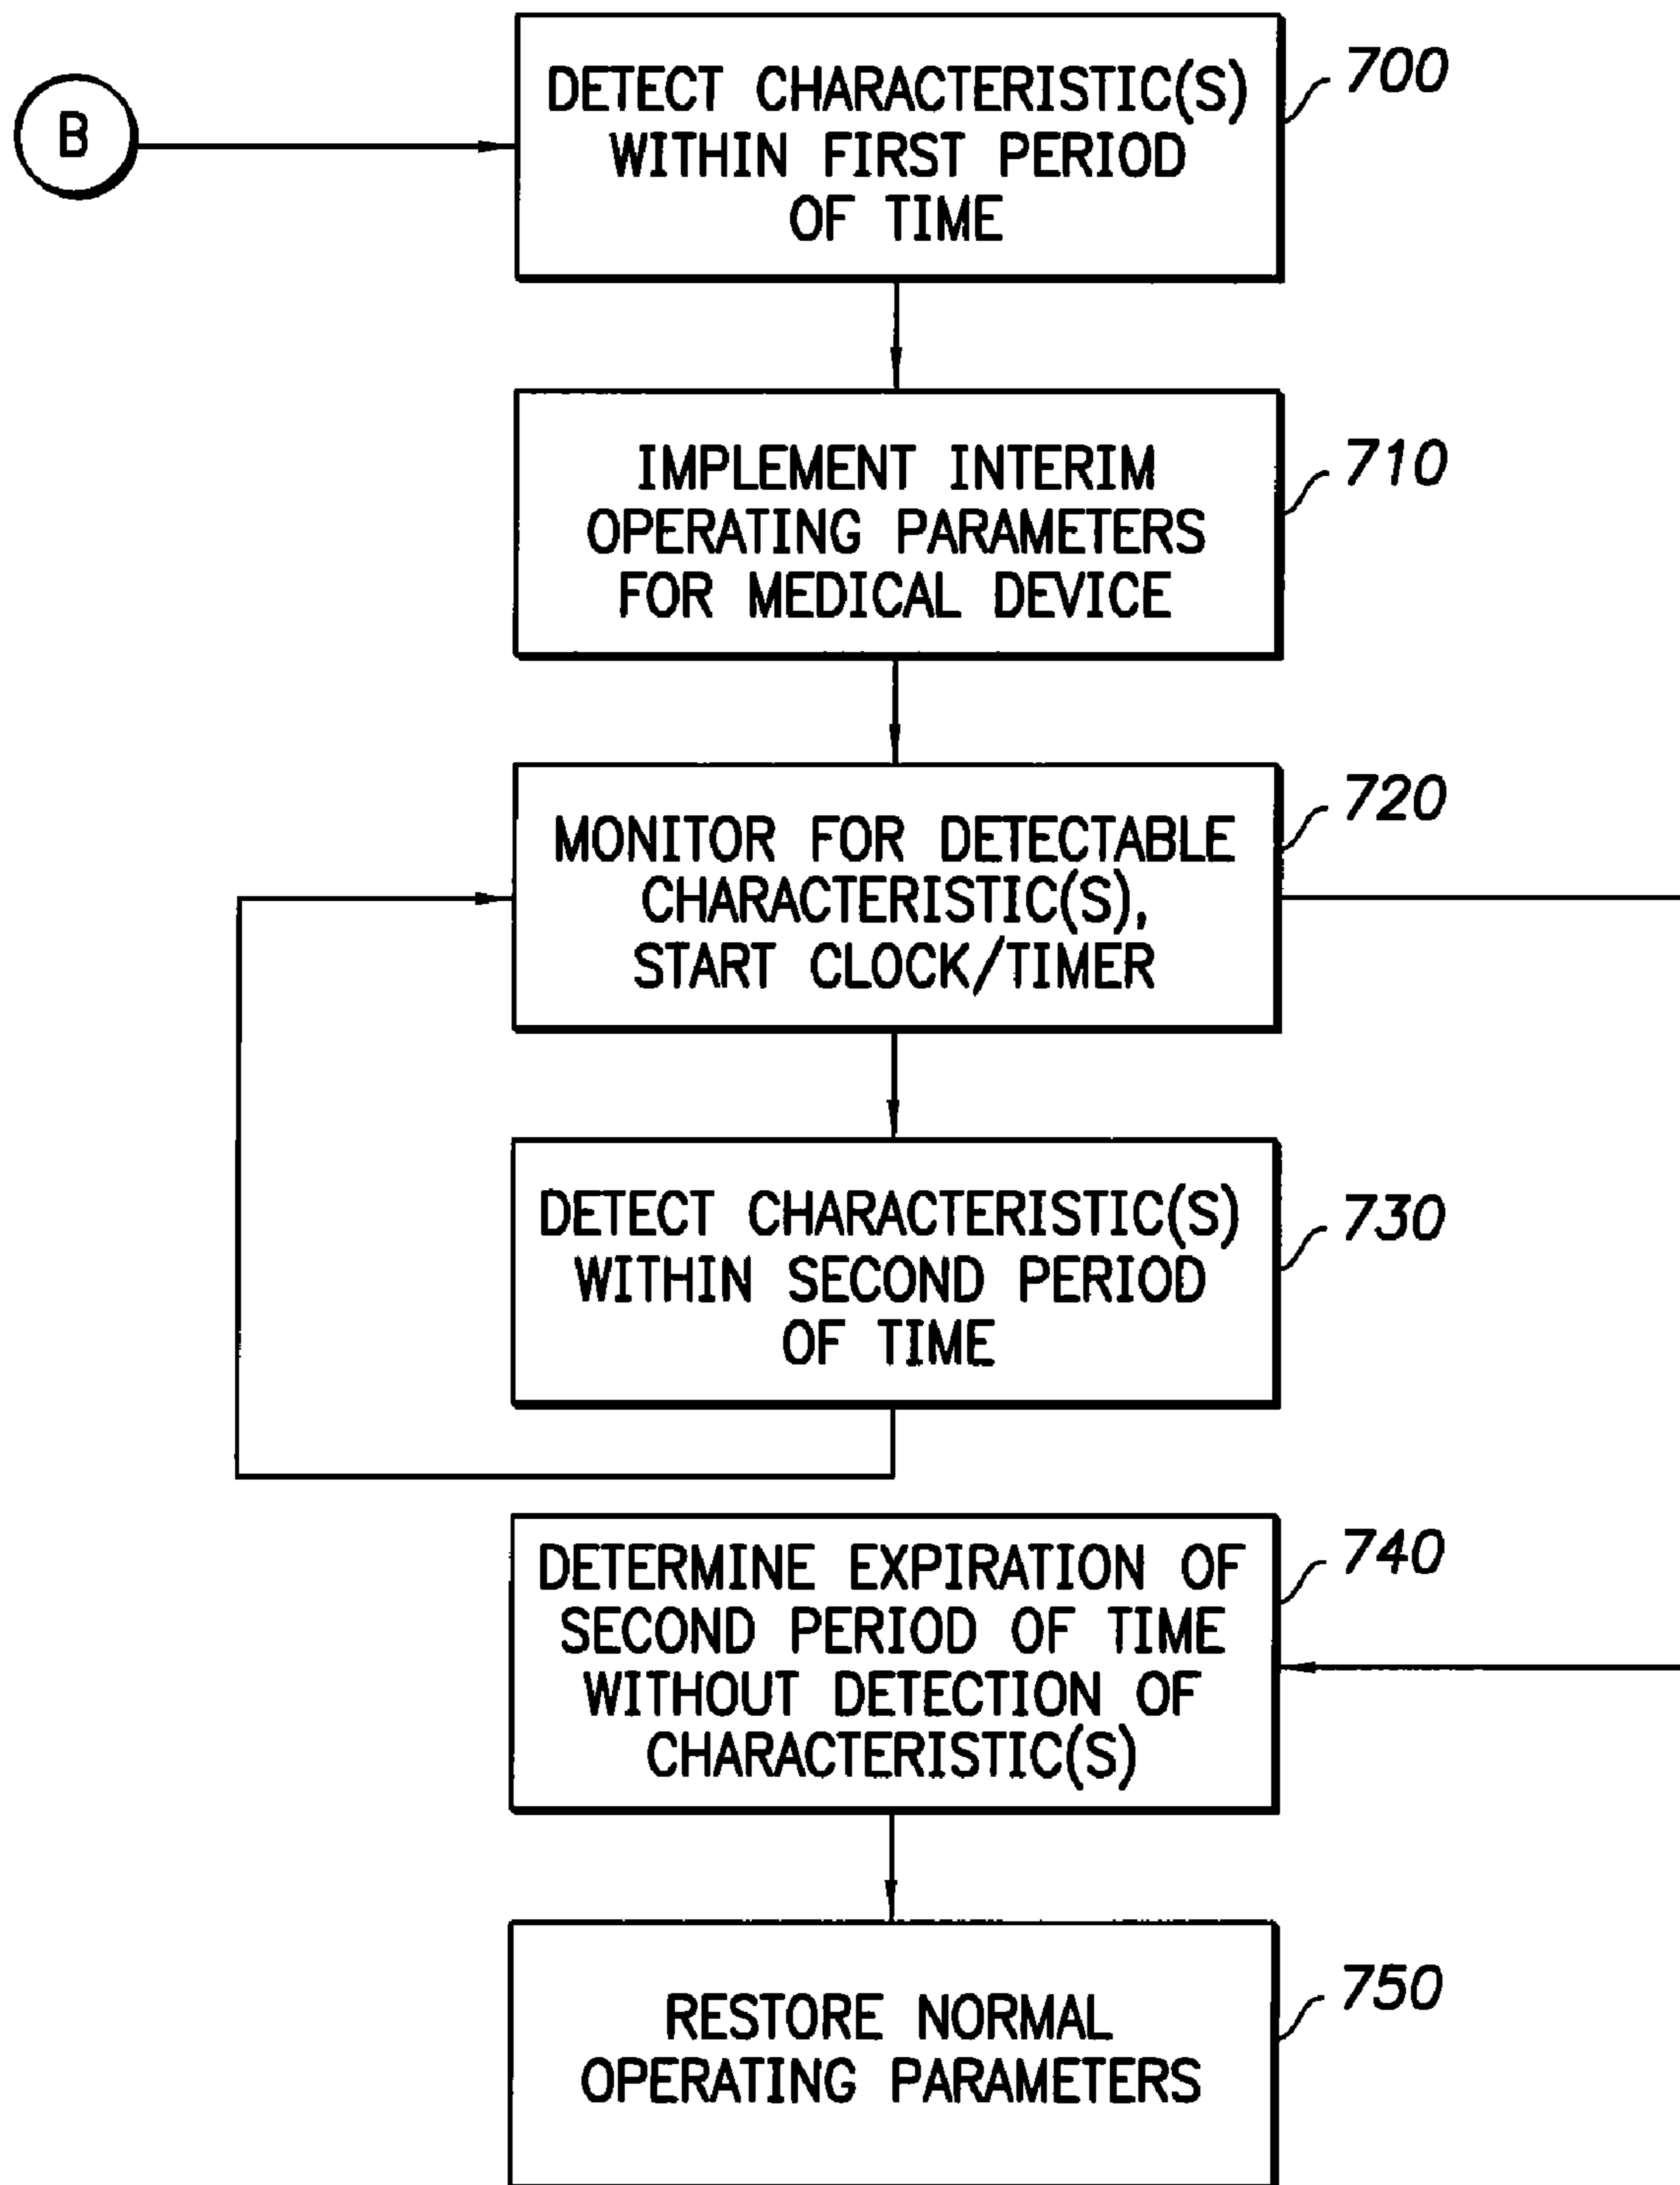 B
DETECT CHARACTERISTIC(S)
WITHIN FIRST PERIOD
OF TIME
700
IMPLEMENT INTERIM
OPERATING PARAMETERS
FOR MEDICAL DEVICE
710
MONITOR FOR DETECTABLE
CHARACTERISTIC(S),
START CLOCK/TIMER
720
DETECT CHARACTERISTIC(S)
WITHIN SECOND PERIOD
OF TIME
730
DETERMINE EXPIRATION OF
SECOND PERIOD OF TIME
WITHOUT DETECTION OF
CHARACTERISTIC(S)
740
RESTORE NORMAL
OPERATING PARAMETERS
750